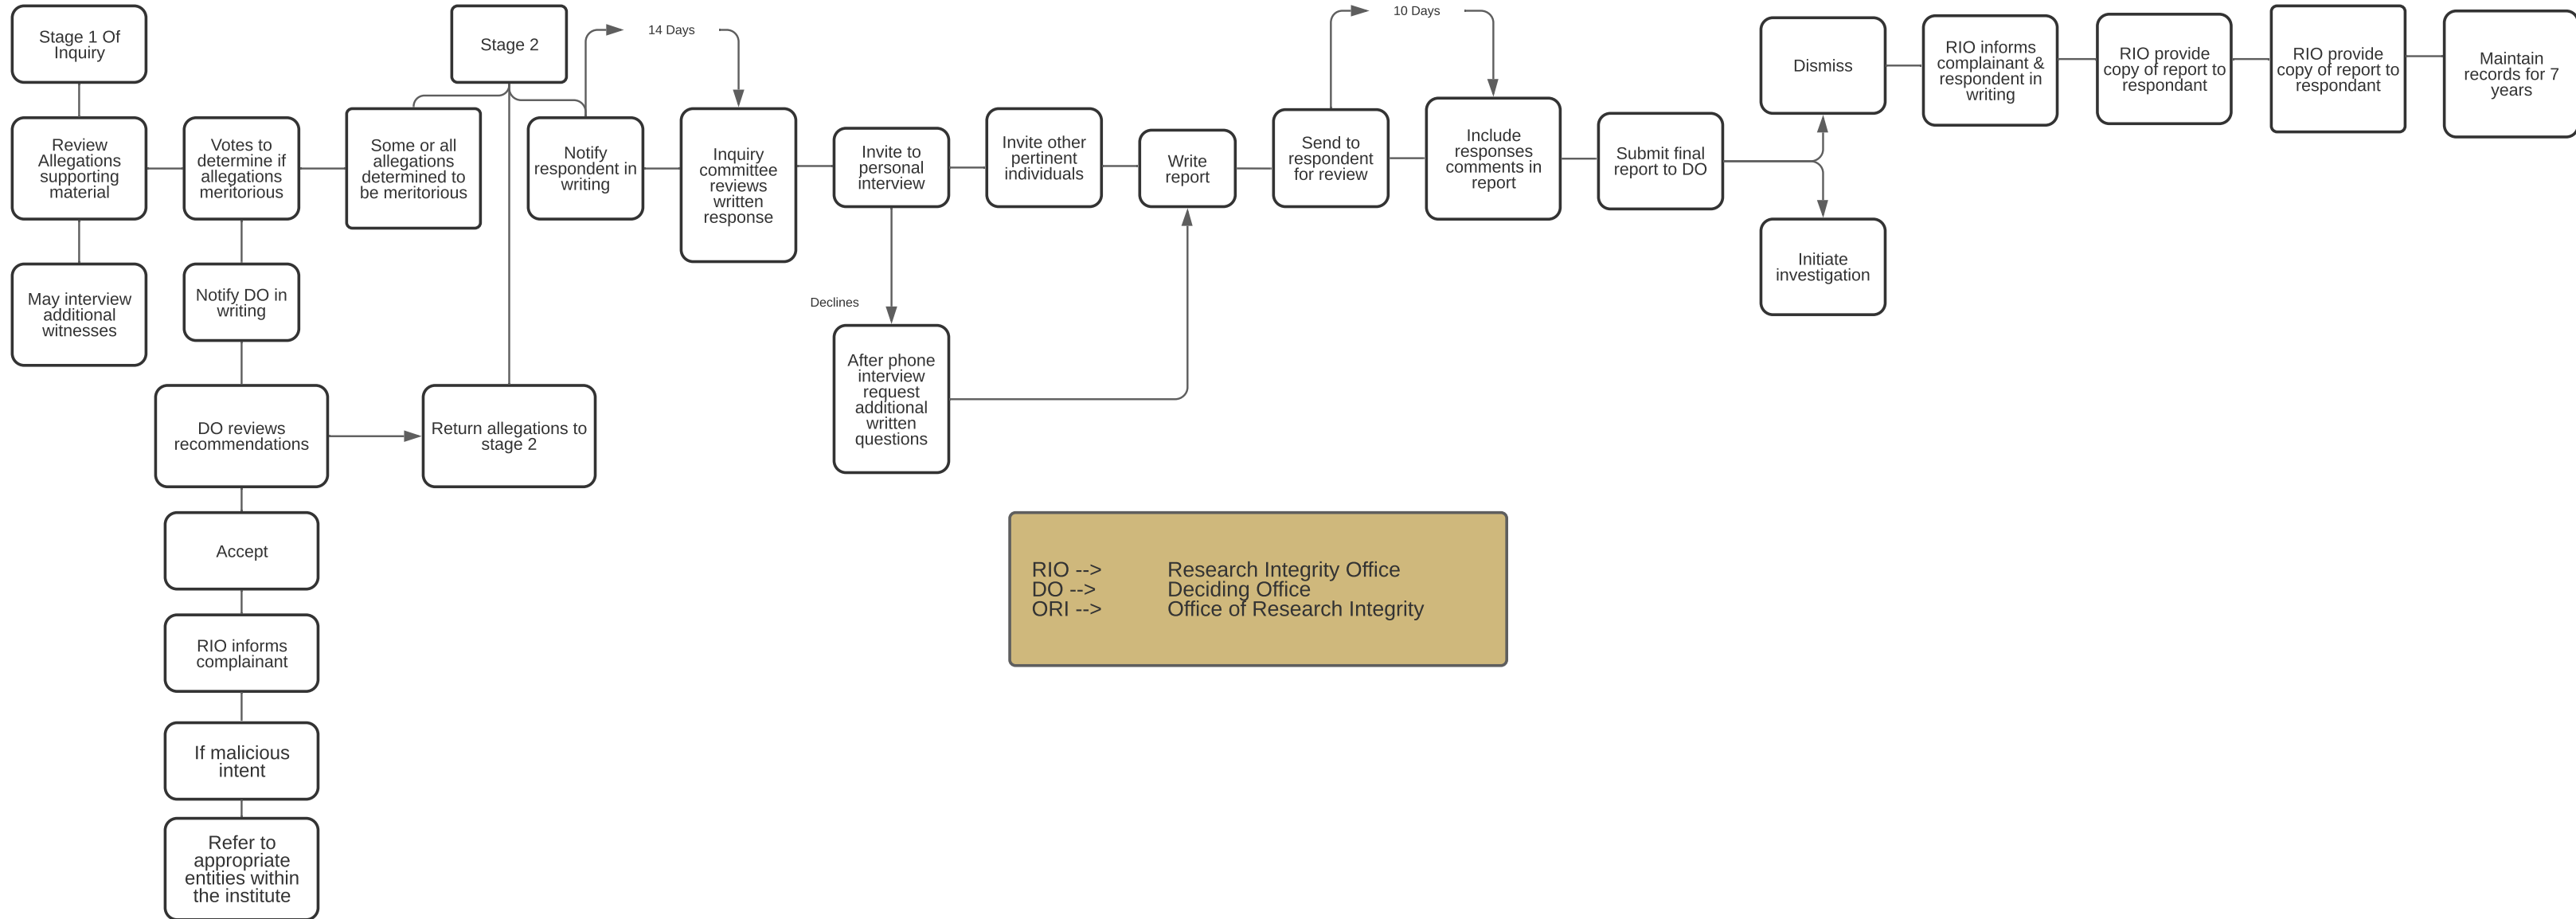 Stage 1 Of
Inquiry
Review
Allegations
supporting
material
May interview
additional
witnesses
Votes to
determine if
allegations
meritorious
Notify DO in
writing
DO reviews
recommendations
Accept
RIO informs
complainant
If malicious
intent
Refer to
appropriate
entities within
the institute
Some or all
allegations
determined to
be meritorious
Stage 2
Return allegations to
stage 2
Notify
respondent in
writing
14 Days
Inquiry
committee
reviews
written
response
Invite to
personal
interview
Declines
After phone
interview
request
additional
written
questions
Invite other
pertinent
individuals
Write
report
Send to
respondent
for review
10 Days
Include
responses
comments in
report
Submit final
report to DO
Dismiss
Initiate
investigation
RIO informs
complainant &
respondent in
writing
RIO provide
copy of report to
respondant
RIO provide
copy of report to
respondant
Maintain
records for 7
years
RIO --> Research Integrity Office
DO --> Deciding Office
ORI --> Office of Research Integrity